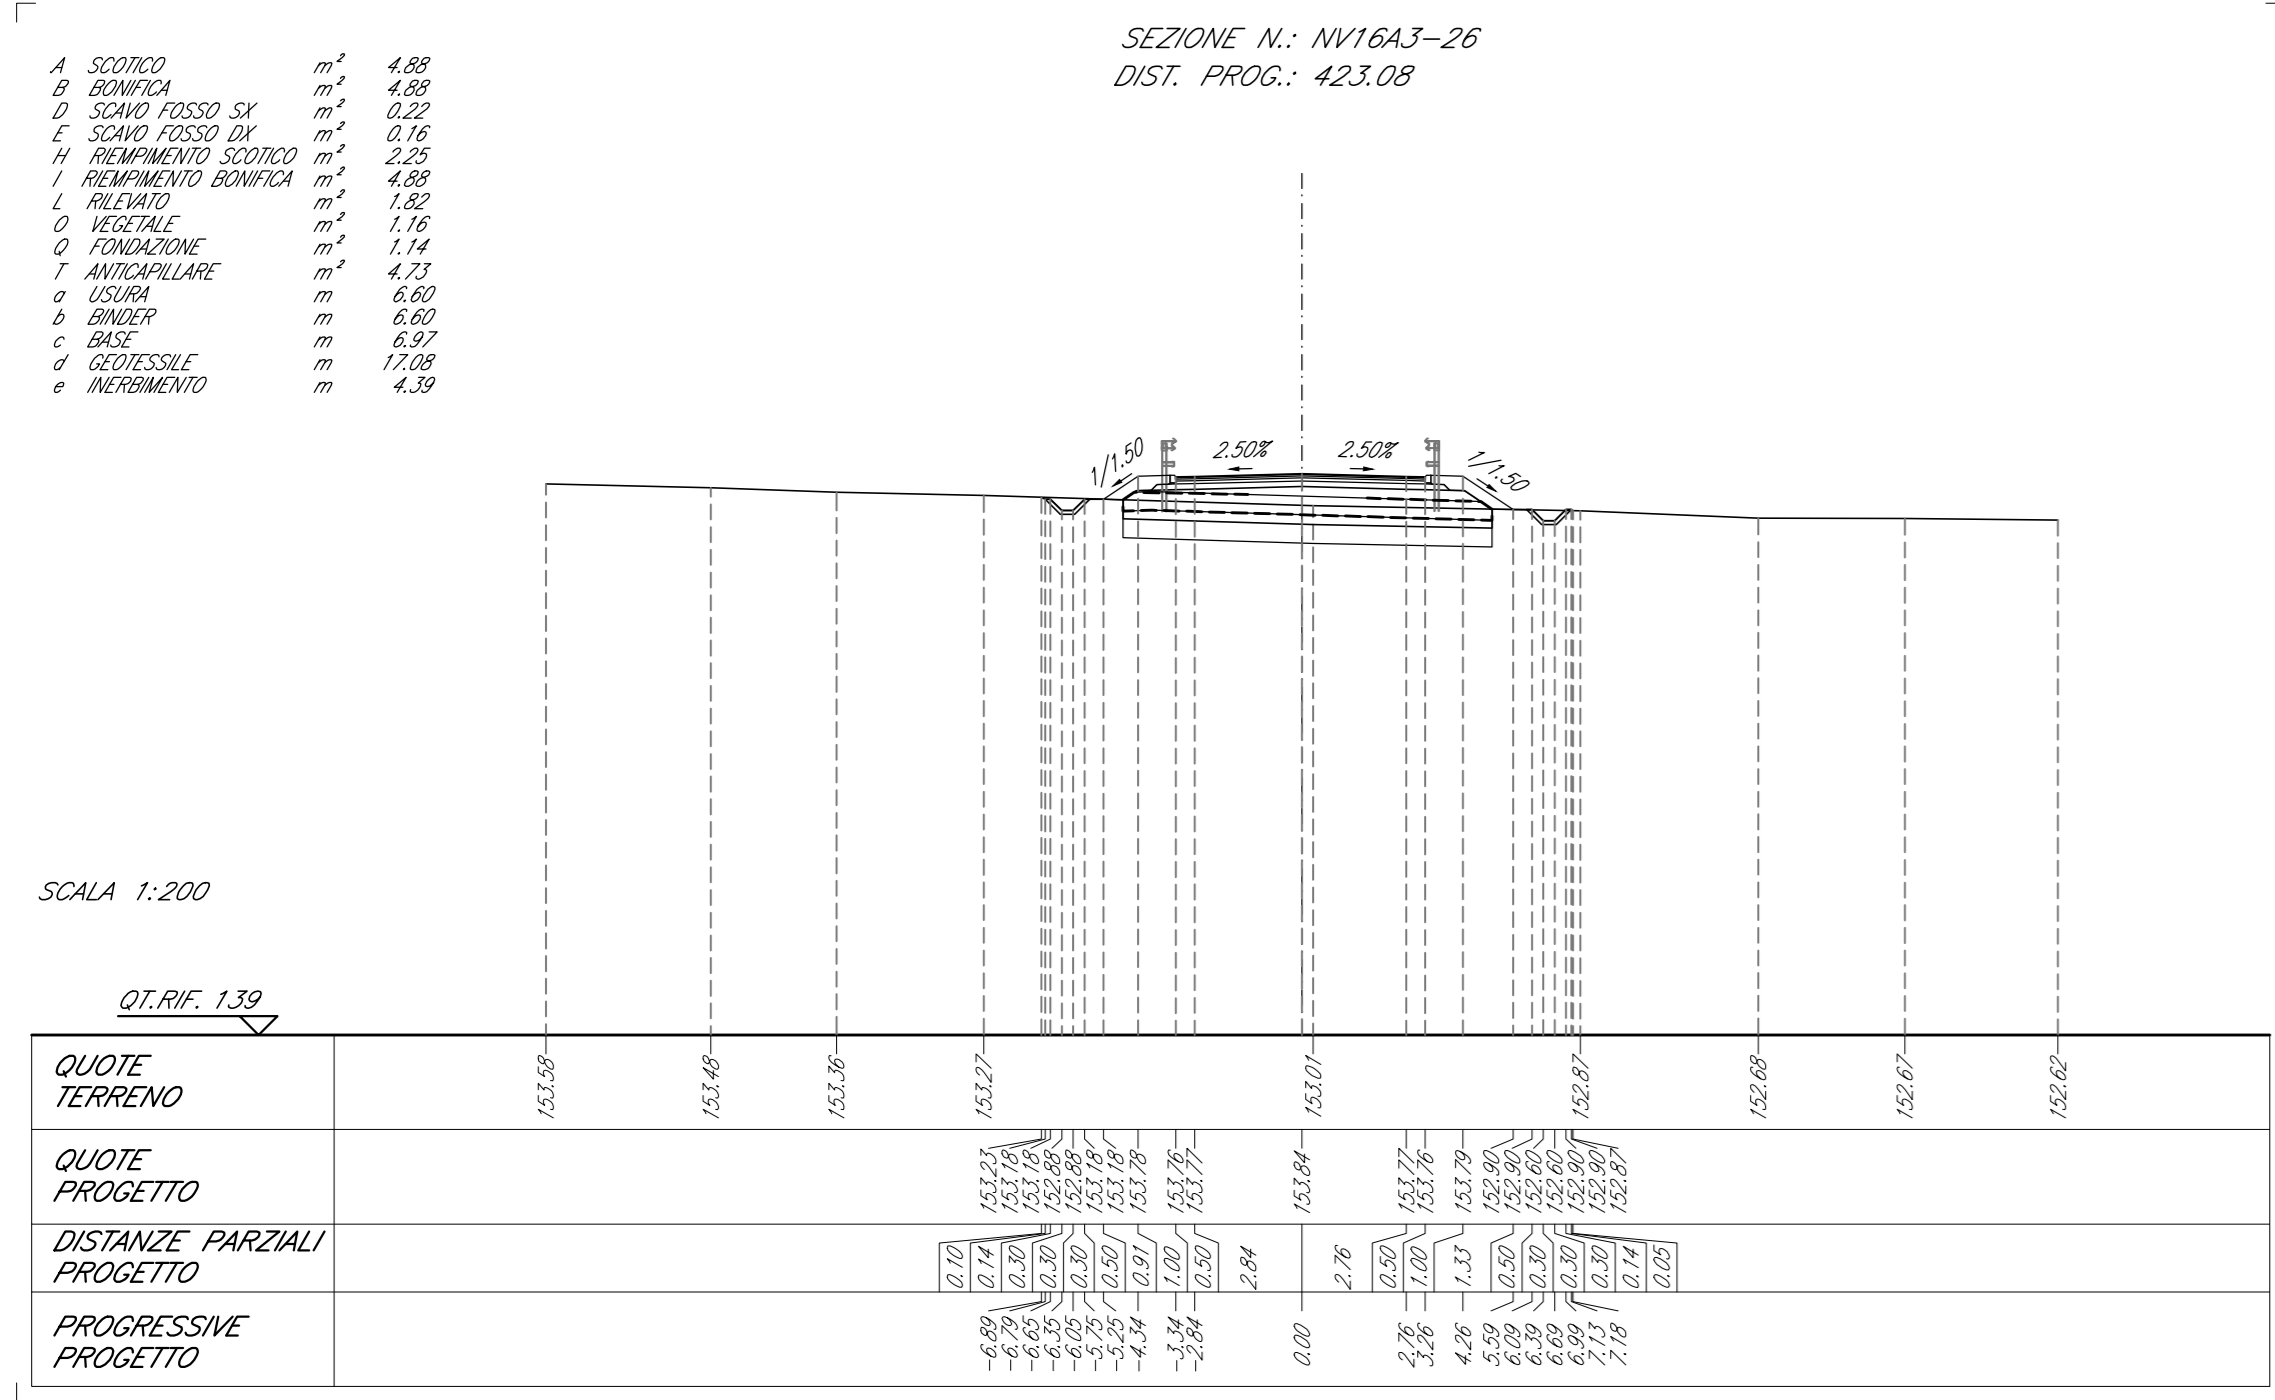 SEZIONE N.: NV16A3-26
DIST. PROG.: 423.08
A SCOTICO m² 4.88
B BONIFICA m² 4.88
D SCAVO FOSSO SX m² 0.22
E SCAVO FOSSO DX m² 0.16
H RIEMPIMENTO SCOTICO m² 2.25
I RIEMPIMENTO BONIFICA m² 4.88
L RILEVATO m² 1.82
O VEGETALE m² 1.16
Q FONDAZIONE m² 1.14
T ANTICAPILLARE m² 4.73
a USURA m 6.60
b BINDER m 6.60
c BASE m 6.97
d GEOTESSILE m 17.08
e INERBIMENTO m 4.39
1/1.50 2.50% 2.50% 1/1.50
SCALA 1:200
QT.RIF. 139
QUOTE
TERRENO
153.58 153.48 153.36 153.27 153.01 152.87 152.68 152.67 152.62
QUOTE
PROGETTO
153.23 153.18 153.18 152.88 152.88 153.18 153.18 153.78 153.76 153.77 153.84 153.77 153.76 153.79 152.90 152.90 152.60 152.60 152.90 152.90 152.87
DISTANZE PARZIALI
PROGETTO
0.10 0.14 0.30 0.30 0.30 0.50 0.91 1.00 0.50 2.84 2.76 0.50 1.00 1.33 0.50 0.30 0.30 0.30 0.14 0.05
PROGRESSIVE
PROGETTO
-6.89 -6.79 -6.65 -6.35 -6.05 -5.75 -5.25 -4.34 -3.34 -2.84 0.00 2.76 3.26 4.26 5.59 6.09 6.39 6.69 6.99 7.13 7.18